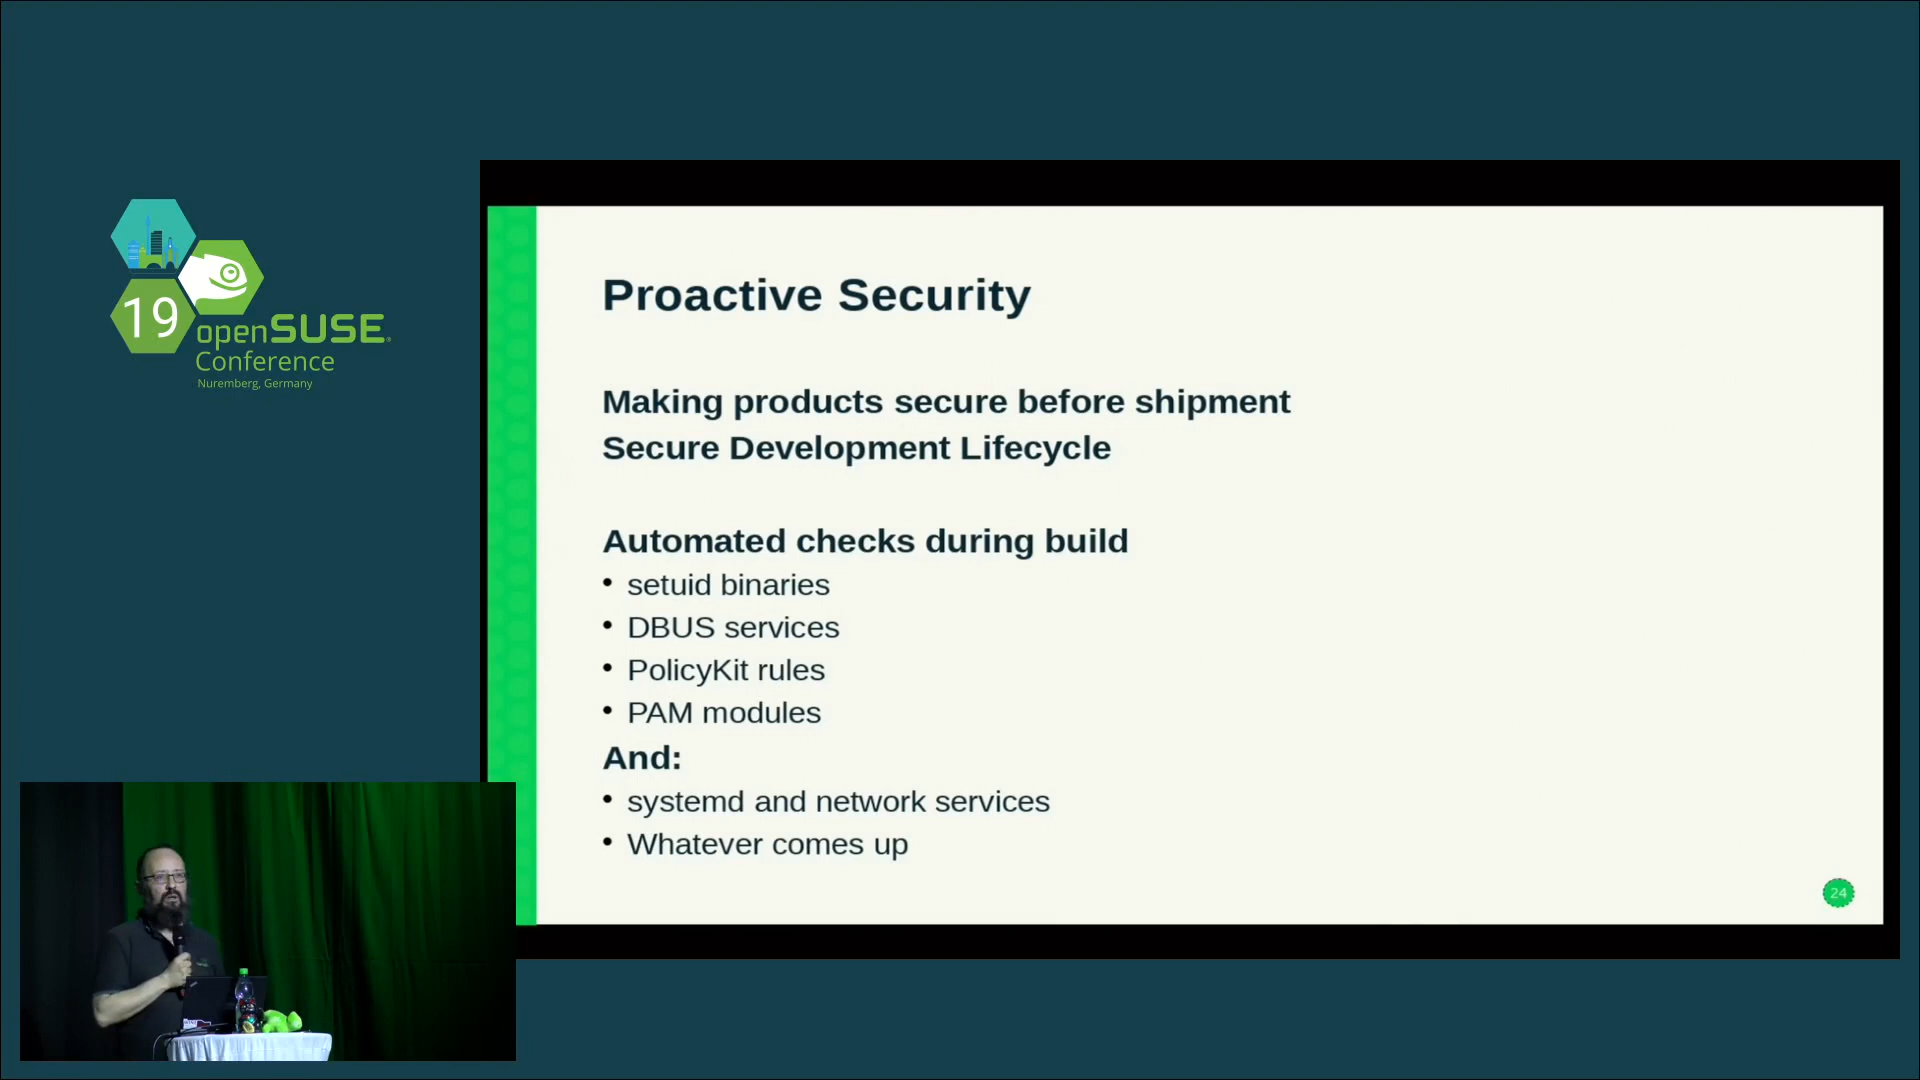 19
openSUSE
Conference
Nuremberg, Germany
Proactive Security
Making products secure before shipment
Secure Development Lifecycle
Automated checks during build
• setuid binaries
• DBUS services
• PolicyKit rules
• PAM modules
And:
• systemd and network services
• Whatever comes up
24